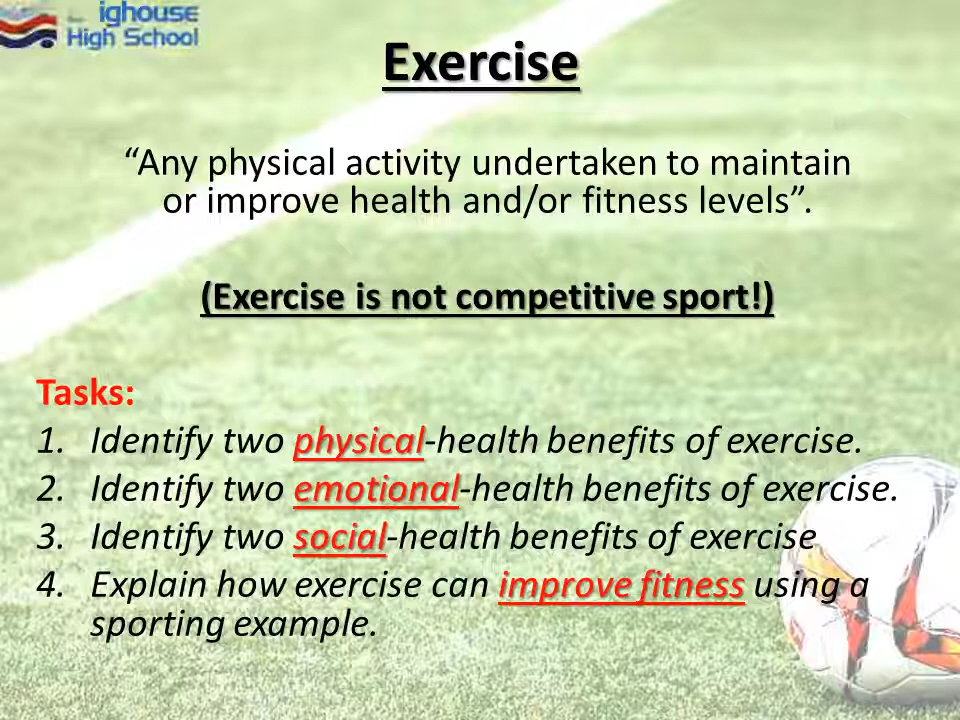 ighouse
High School
Exercise
“Any physical activity undertaken to maintain
or improve health and/or fitness levels”.
(Exercise is not competitive sport!)
Tasks:
1. Identify two physical-health benefits of exercise.
2. Identify two emotional-health benefits of exercise.
3. Identify two social-health benefits of exercise
4. Explain how exercise can improve fitness using a
sporting example.